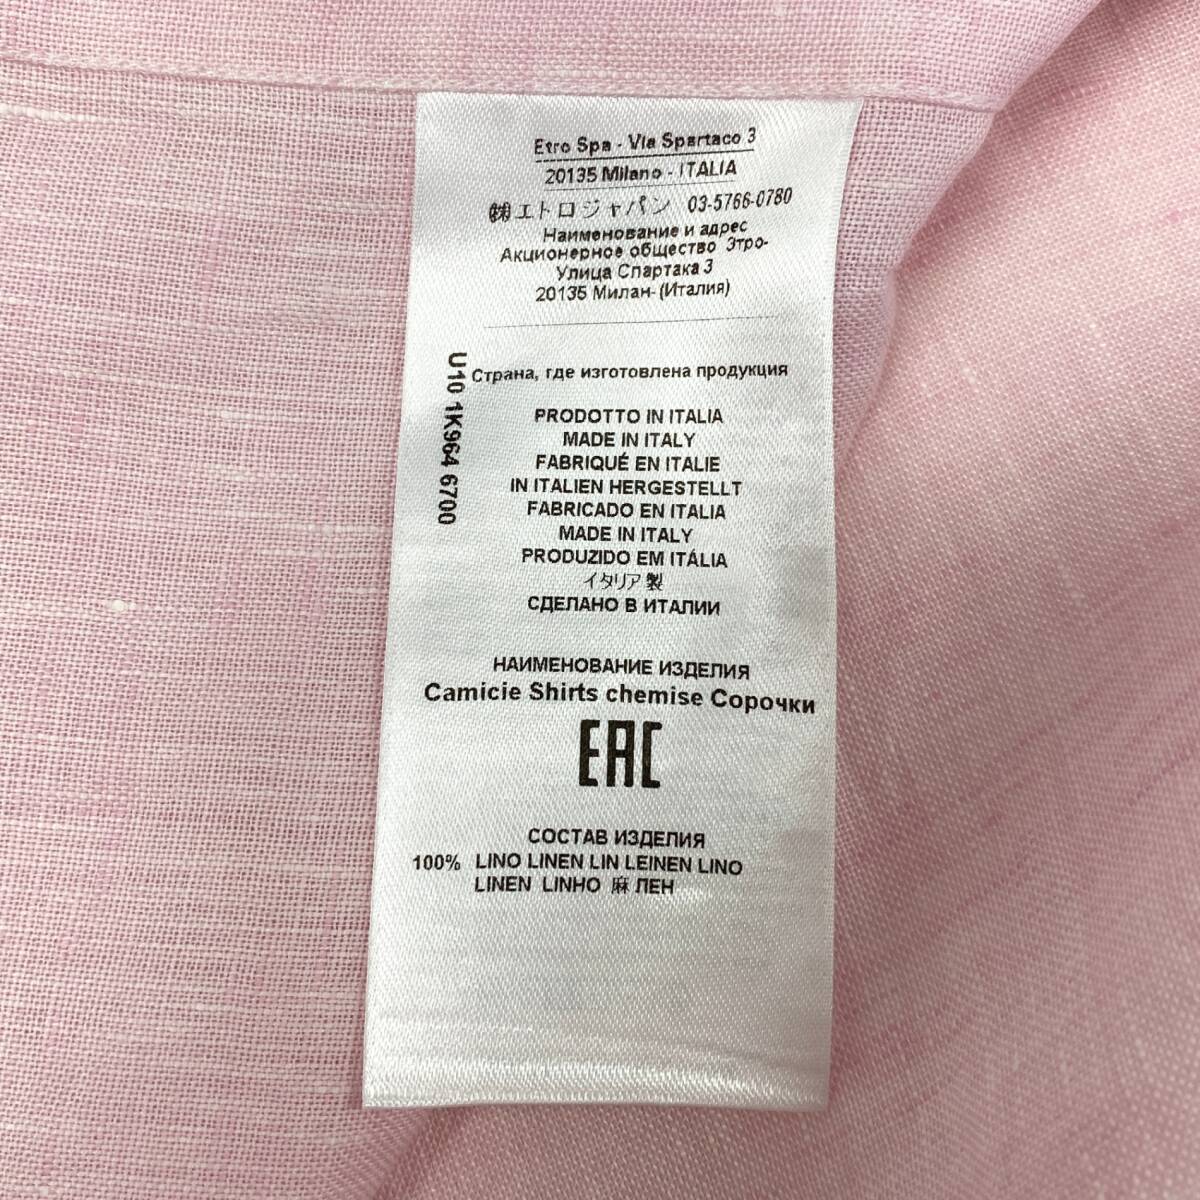 Etro Spa - Via Spartaco 3
20135 Milano - ITALIA
㈱エトロジャパン 03-5766-0780
Наименование и адрес
Акционерное общество Этро-
Улица Спартака 3
20135 Милан- (Италия)
U10 1K964 6700
Страна, где изготовлена продукция
PRODOTTO IN ITALIA
MADE IN ITALY
FABRIQUÉ EN ITALIE
IN ITALIEN HERGESTELLT
FABRICADO EN ITALIA
MADE IN ITALY
PRODUZIDO EM ITÁLIA
イタリア製
СДЕЛАНО В ИТАЛИИ
НАИМЕНОВАНИЕ ИЗДЕЛИЯ
Camicie Shirts chemise Сорочки
EAC
СОСТАВ ИЗДЕЛИЯ
100% LINO LINEN LIN LEINEN LINO
LINEN LINHO 麻 ЛЕН